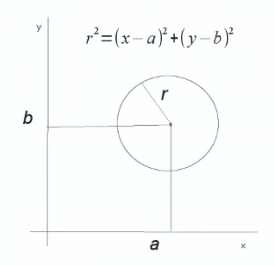 y
r²=(x−a)²+(y−b)²
r
b
a
x